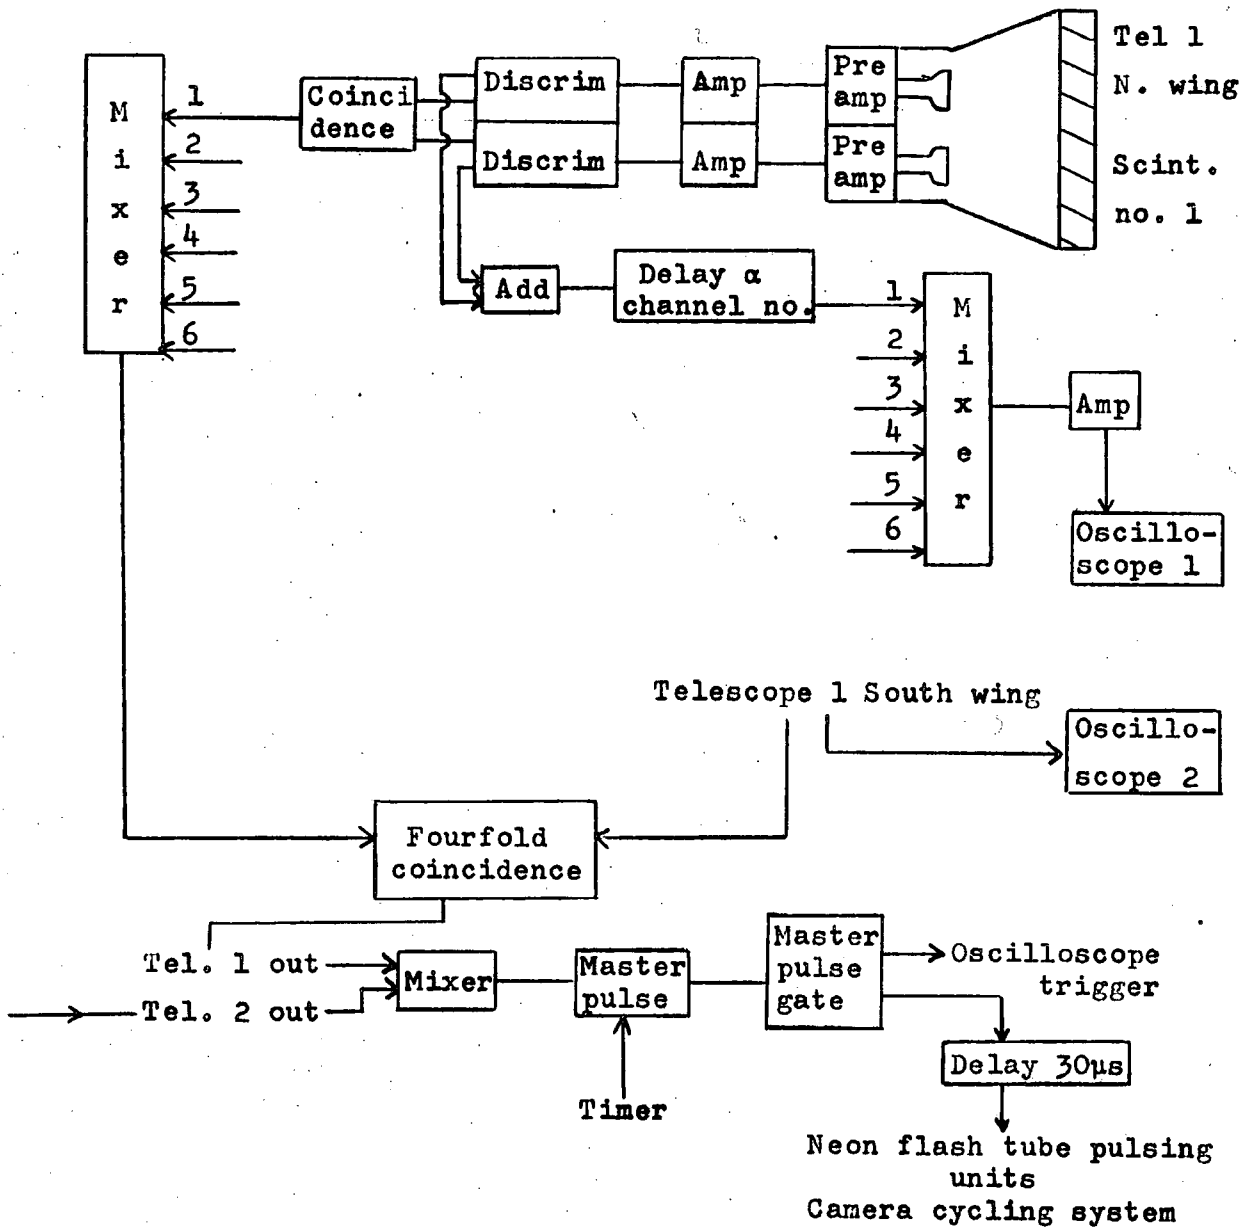 Tel 1
N. wing
Scint.
no. 1
Pre
amp
Pre
amp
Amp
Amp
Discrim
Discrim
Coinci
dence
Mixer
1
2
3
4
5
6
Add
Delay α
channel no.
1
2
3
4
5
6
Mixer
Amp
Oscillo-
scope 1
Telescope 1 South wing
Oscillo-
scope 2
Fourfold
coincidence
Tel. 1 out
Tel. 2 out
Mixer
Master
pulse
Timer
Master
pulse
gate
Oscilloscope
trigger
Delay 30μs
Neon flash tube pulsing
units
Camera cycling system